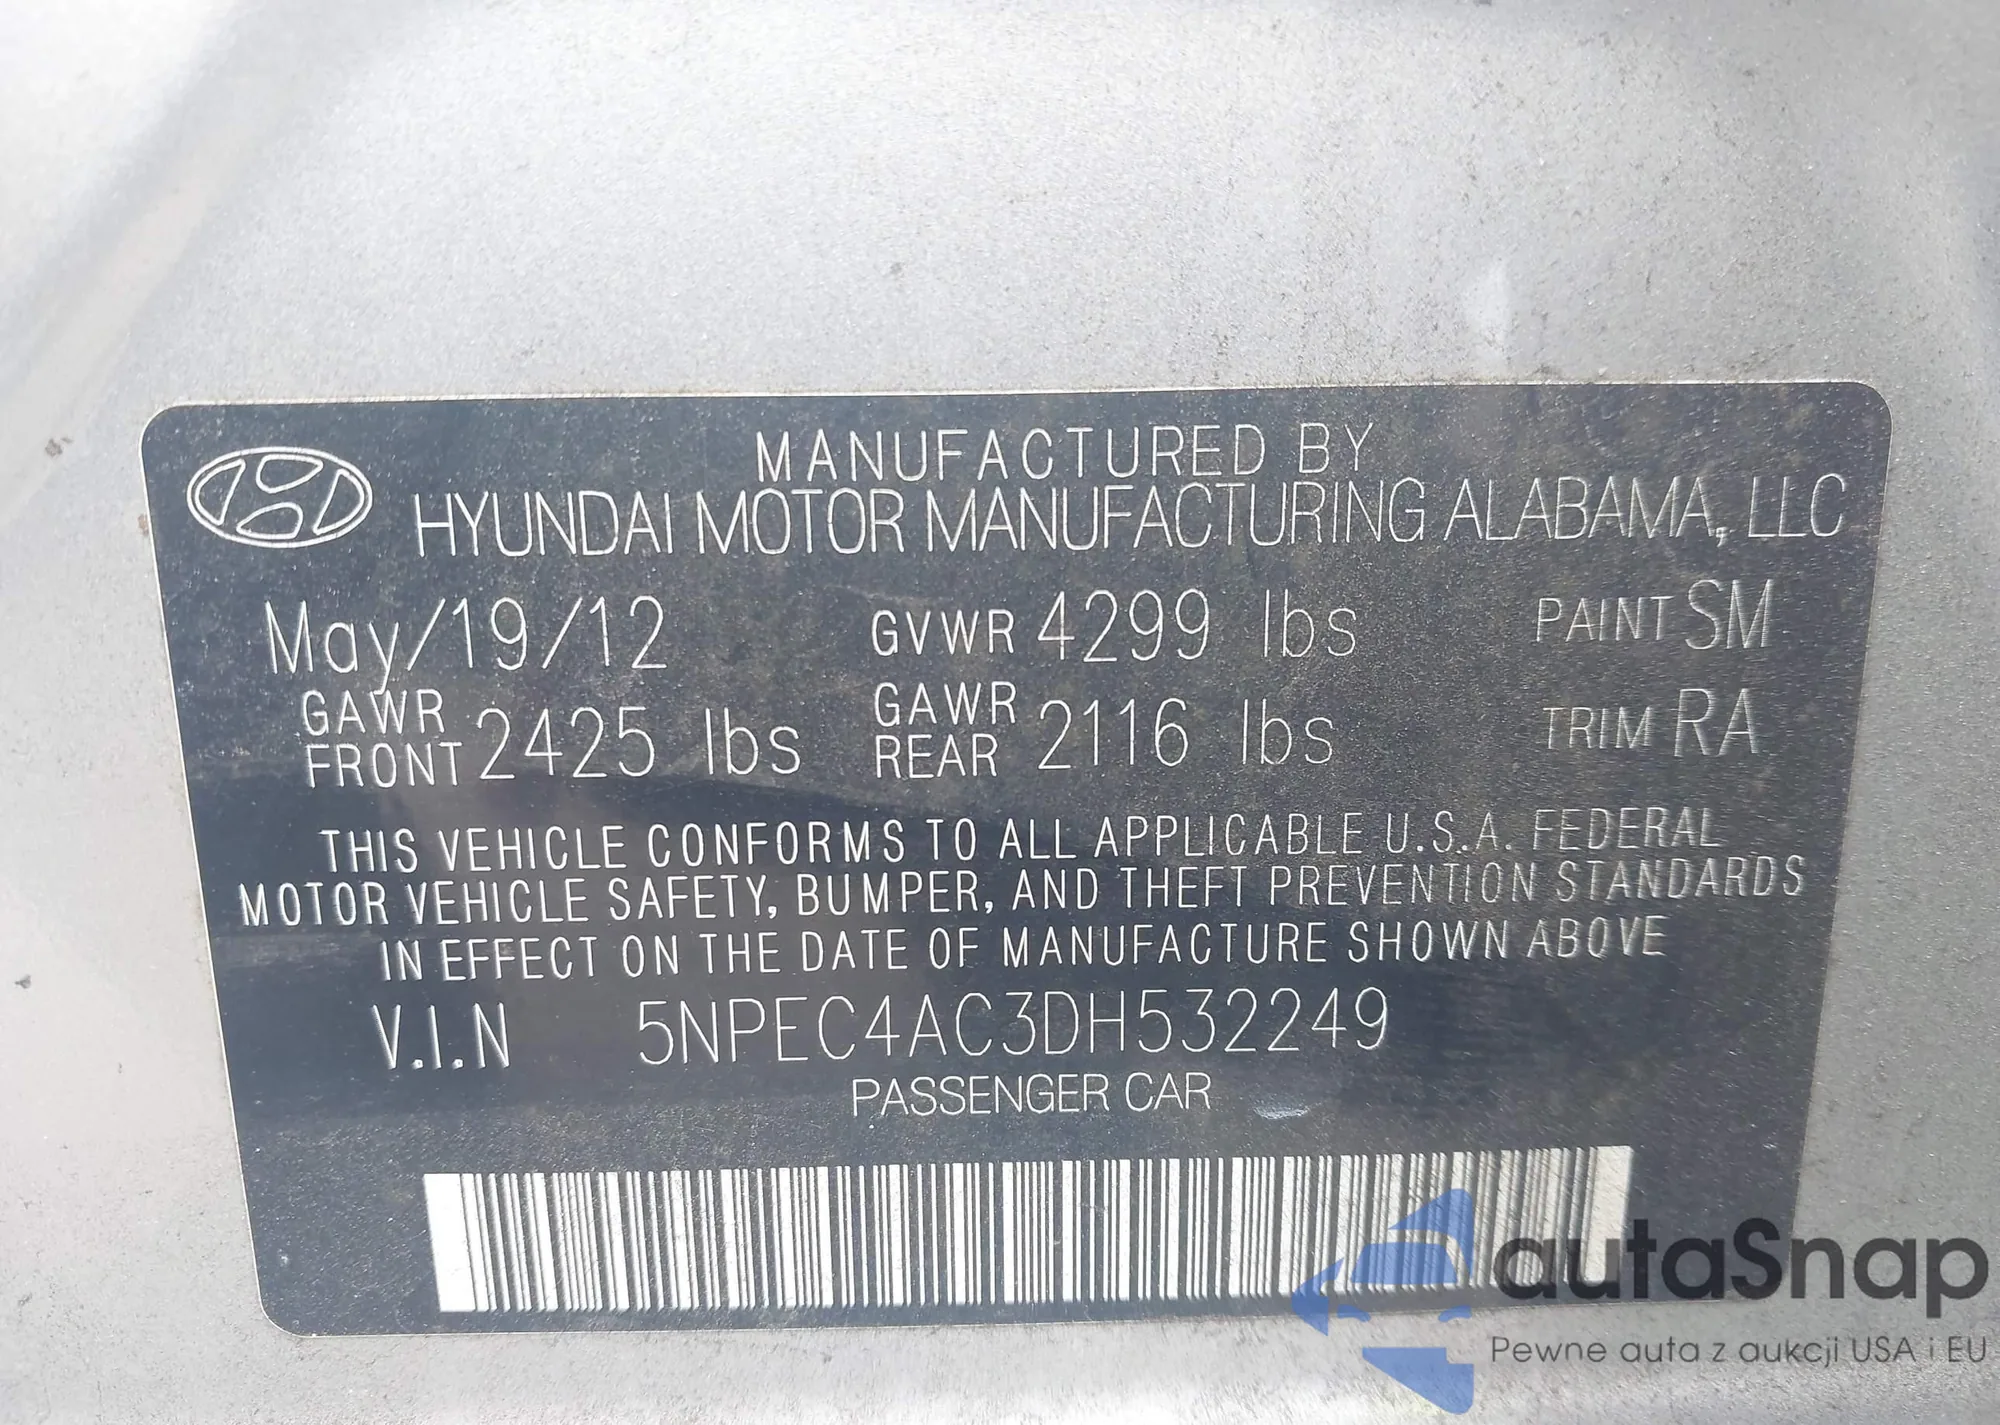 MANUFACTURED BY
HYUNDAI MOTOR MANUFACTURING ALABAMA, LLC
May/19/12 GVWR 4299 lbs PAINT SM
GAWR FRONT 2425 lbs GAWR REAR 2116 lbs TRIM RA
THIS VEHICLE CONFORMS TO ALL APPLICABLE U.S.A. FEDERAL
MOTOR VEHICLE SAFETY, BUMPER, AND THEFT PREVENTION STANDARDS
IN EFFECT ON THE DATE OF MANUFACTURE SHOWN ABOVE
V.I.N 5NPEC4AC3DH532249
PASSENGER CAR
autaSnap
Pewne auta z aukcji USA i EU